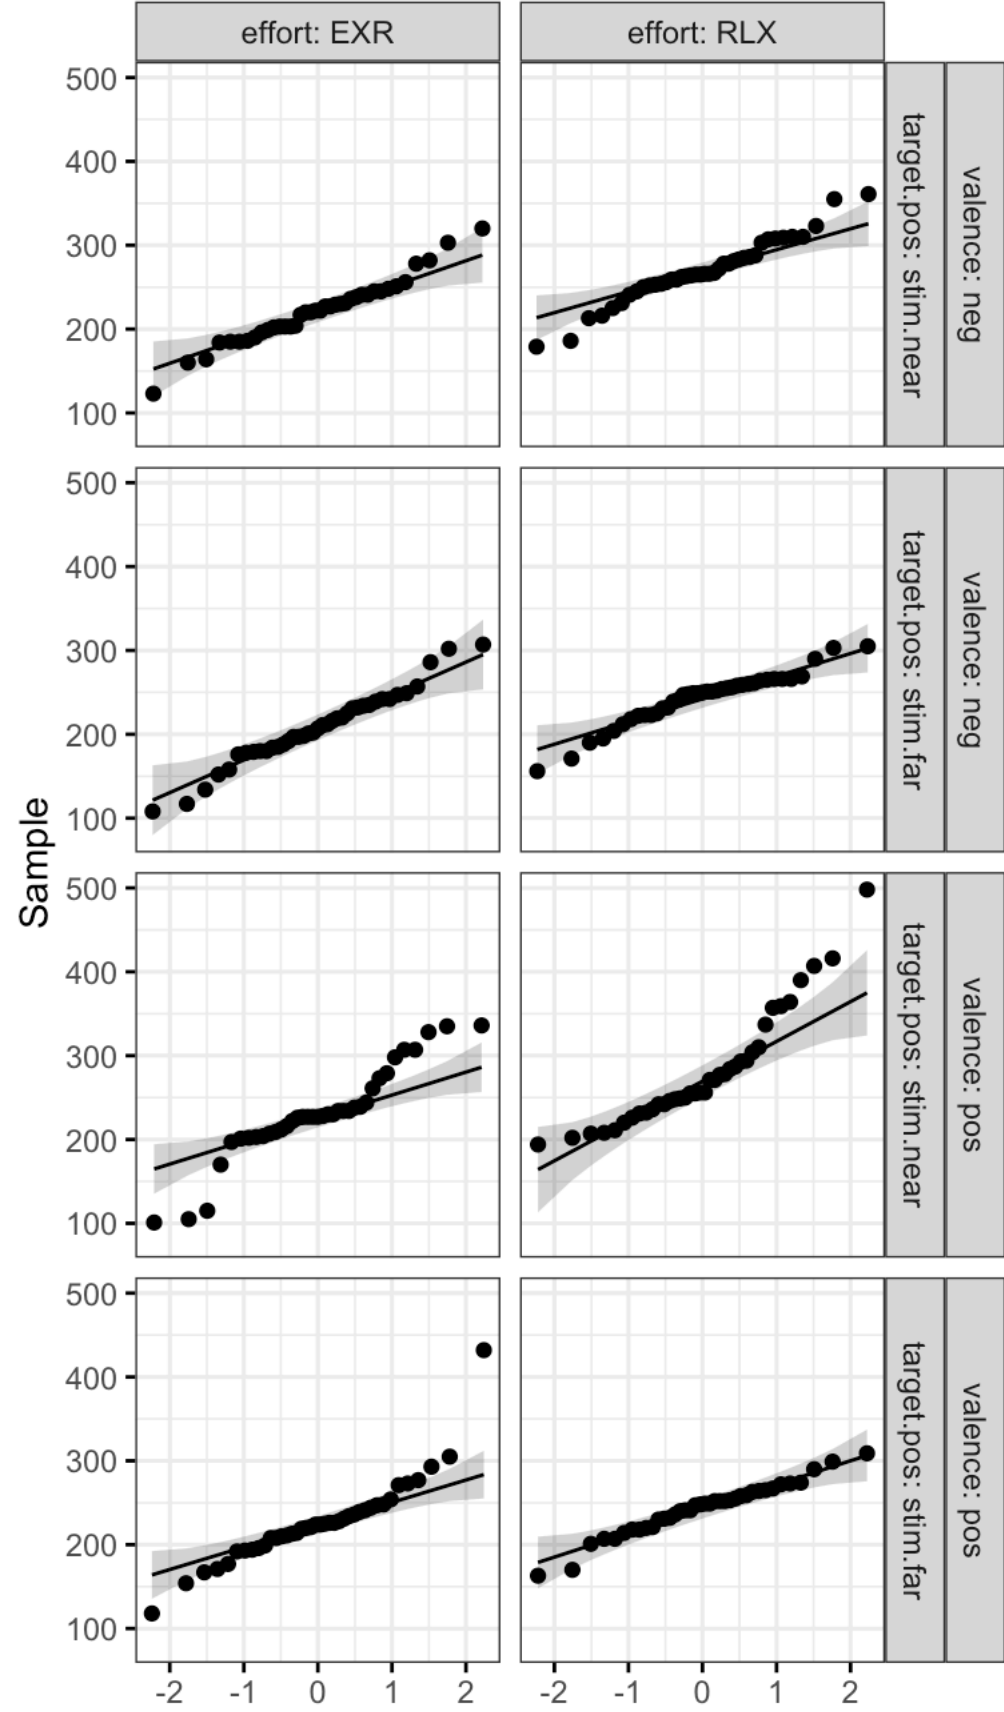 effort: EXR
effort: RLX
500
400
300
200
100
target.pos: stim.near
valence: neg
500
400
300
200
100
target.pos: stim.far
valence: neg
Sample
500
400
300
200
100
target.pos: stim.near
valence: pos
500
400
300
200
100
target.pos: stim.far
valence: pos
-2 -1 0 1 2
-2 -1 0 1 2